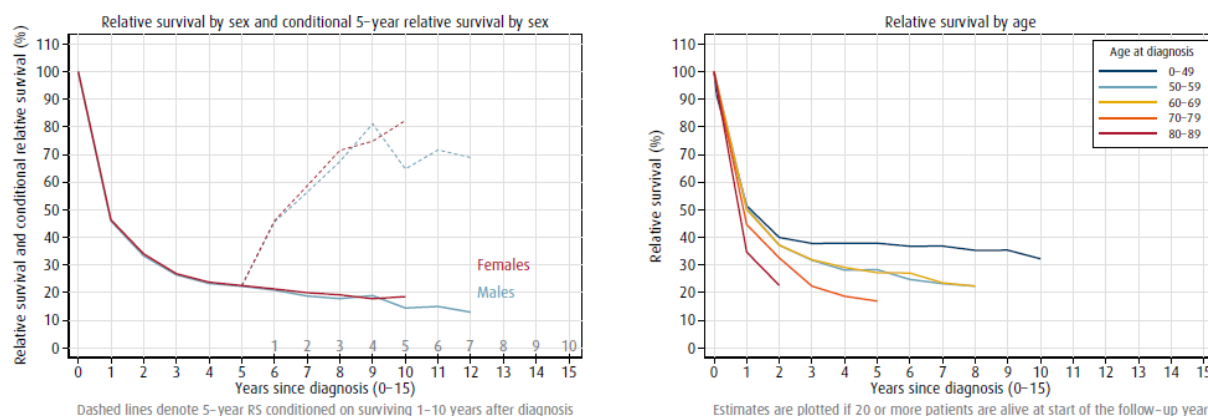 Relative survival by sex and conditional 5-year relative survival by sex
Relative survival and conditional relative survival (%)
110
100
90
80
70
60
50
40
30
20
10
0
Females
Males
1 2 3 4 5 6 7 8 9 10
0 1 2 3 4 5 6 7 8 9 10 11 12 13 14 15
Years since diagnosis (0-15)
Dashed lines denote 5-year RS conditioned on surviving 1-10 years after diagnosis
Relative survival by age
Relative survival (%)
110
100
90
80
70
60
50
40
30
20
10
0
Age at diagnosis
0-49
50-59
60-69
70-79
80-89
0 1 2 3 4 5 6 7 8 9 10 11 12 13 14 15
Years since diagnosis (0-15)
Estimates are plotted if 20 or more patients are alive at start of the follow-up year